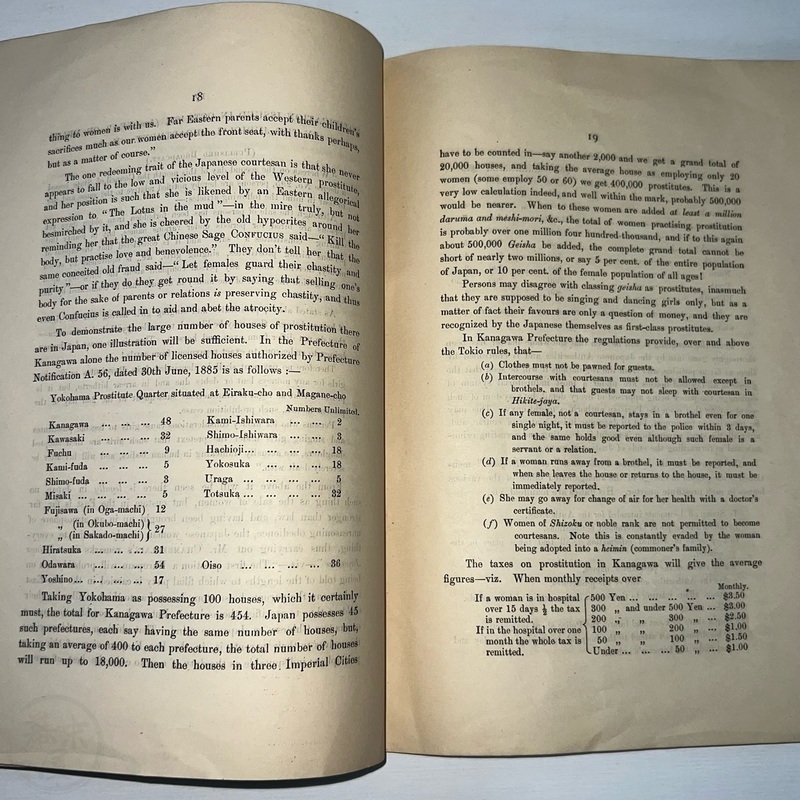 18
thing to women is with us. Far Eastern parents accept their children's
sacrifices much as our women accept the front seat, with thanks perhaps,
but as a matter of course."
The one redeeming trait of the Japanese courtesan is that she never
appears to fall to the low and vicious level of the Western prostitute,
and her position is such that she is likened by an Eastern allegorical
expression to "The Lotus in the mud"—in the mire truly, but not
besmirched by it, and she is cheered by the old hypocrites around her
reminding her that the great Chinese Sage CONFUCIUS said—"Kill the
body, but practise love and benevolence." They don't tell her that the
same conceited old fraud said—"Let females guard their chastity and
purity"—or if they do they get round it by saying that selling one's
body for the sake of parents or relations is preserving chastity, and thus
even Confucius is called in to aid and abet the atrocity.
To demonstrate the large number of houses of prostitution there
are in Japan, one illustration will be sufficient. In the Prefecture of
Kanagawa alone the number of licensed houses authorized by Prefecture
Notification A. 56, dated 30th June, 1885 is as follows:—
Yokohama Prostitute Quarter situated at Eiraku-cho and Magane-cho
Numbers Unlimited.
Kanagawa ... ... ... 48 Kami-Ishiwara ... ... 2
Kawasaki ... ... ... 32 Shimo-Ishiwara ... ... 3
Fuchu ... ... ... 9 Hachioji... ... ... ... 18
Kami-fuda ... ... ... 5 Yokosuka ... ... ... 18
Shimo-fuda ... ... ... 3 Uraga ... ... ... ... 5
Misaki ... ... ... ... 5 Totsuka ... ... ... ... 32
Fujisawa (in Oga-machi) 12
„ (in Okubo-machi) } 27
„ (in Sakado-machi)
Hiratsuka ... ... ... 31
Odawara ... ... ... 54 Oiso ... ... ... ... 36
Yoshino... ... ... ... 17
Taking Yokohama as possessing 100 houses, which it certainly
must, the total for Kanagawa Prefecture is 454. Japan possesses 45
such prefectures, each say having the same number of houses, but,
taking an average of 400 to each prefecture, the total number of houses
will run up to 18,000. Then the houses in three Imperial Cities
19
have to be counted in—say another 2,000 and we get a grand total of
20,000 houses, and taking the average house as employing only 20
women (some employ 50 or 60) we get 400,000 prostitutes. This is a
very low calculation indeed, and well within the mark, probably 500,000
would be nearer. When to these women are added at least a million
daruma and meshi-mori, &c., the total of women practising prostitution
is probably over one million four hundred thousand, and if to this again
about 500,000 Geisha be added, the complete grand total cannot be
short of nearly two millions, or say 5 per cent. of the entire population
of Japan, or 10 per cent. of the female population of all ages!
Persons may disagree with classing geisha as prostitutes, inasmuch
that they are supposed to be singing and dancing girls only, but as a
matter of fact their favours are only a question of money, and they are
recognized by the Japanese themselves as first-class prostitutes.
In Kanagawa Prefecture the regulations provide, over and above
the Tokio rules, that—
(a) Clothes must not be pawned for guests.
(b) Intercourse with courtesans must not be allowed except in
brothels, and that guests may not sleep with courtesan in
Hikite-jaya.
(c) If any female, not a courtesan, stays in a brothel even for one
single night, it must be reported to the police within 3 days,
and the same holds good even although such female is a
servant or a relation.
(d) If a woman runs away from a brothel, it must be reported, and
when she leaves the house or returns to the house, it must be
immediately reported.
(e) She may go away for change of air for her health with a doctor's
certificate.
(f) Women of Shizoku or noble rank are not permitted to become
courtesans. Note this is constantly evaded by the woman
being adopted into a heimin (commoner's family).
The taxes on prostitution in Kanagawa will give the average
figures—viz. When monthly receipts over
Monthly.
If a woman is in hospital { 500 Yen ... ... ... ... ... $3.50
over 15 days ½ the tax 300 „ and under 500 Yen ... $3.00
is remitted. 200 „ „ 300 „ ... $2.50
If in the hospital over one 100 „ „ 200 „ ... $1.00
month the whole tax is 50 „ „ 100 „ ... $1.50
remitted. Under ... ... ... 50 „ ... $1.00